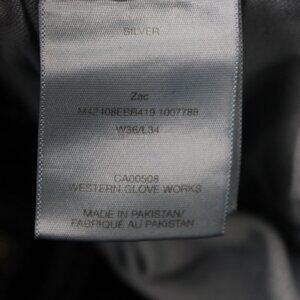 SILVER
Zac
M42408EBB419 1007788
W36/L34
CA00508
WESTERN GLOVE WORKS
MADE IN PAKISTAN/
FABRIQUÉ AU PAKISTAN